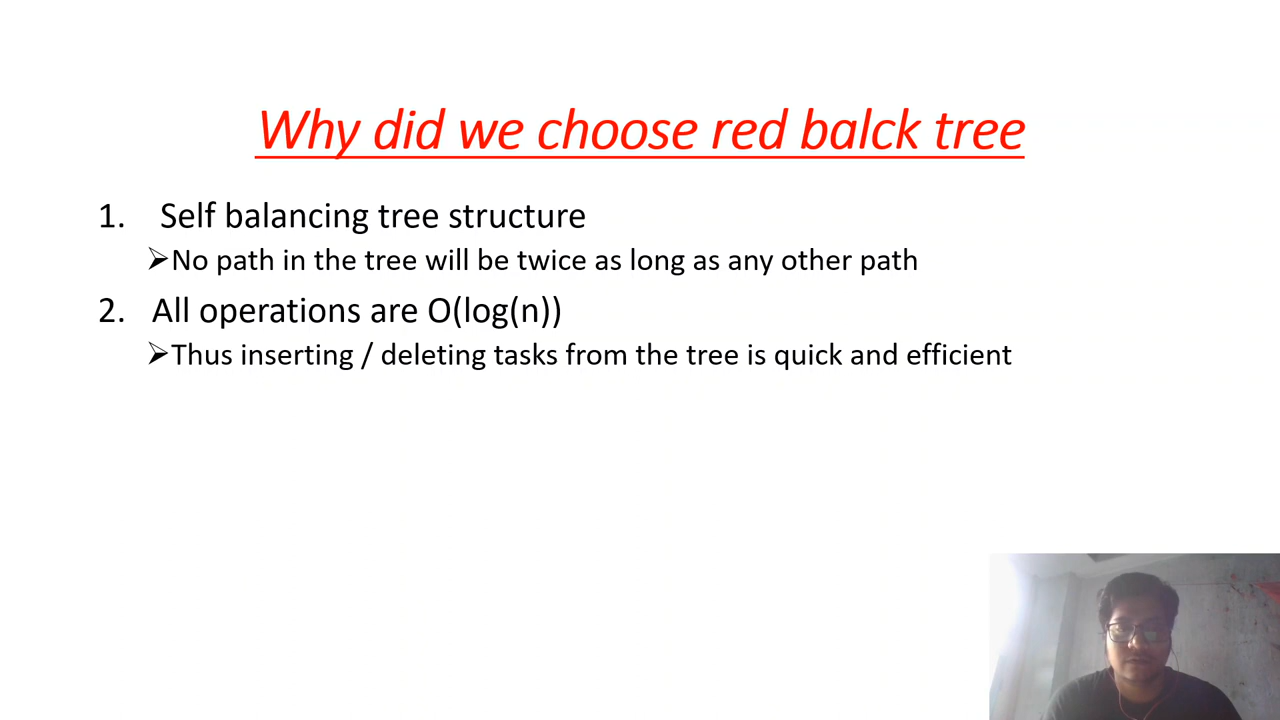 Why did we choose red balck tree
1. Self balancing tree structure
➢No path in the tree will be twice as long as any other path
2. All operations are O(log(n))
➢Thus inserting / deleting tasks from the tree is quick and efficient